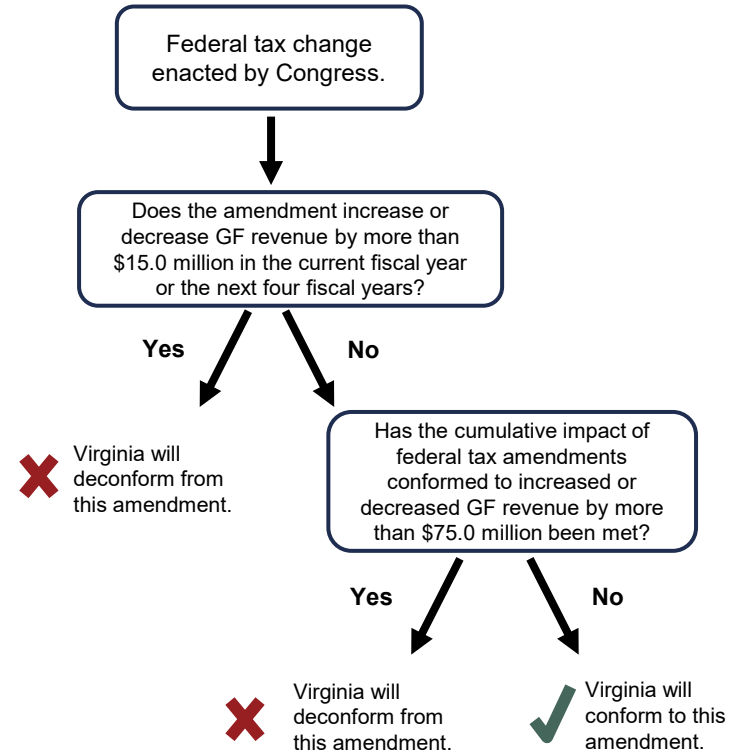 Federal tax change
enacted by Congress.
Does the amendment increase or
decrease GF revenue by more than
$15.0 million in the current fiscal year
or the next four fiscal years?
Yes
No
Virginia will
deconform from
this amendment.
Has the cumulative impact of
federal tax amendments
conformed to increased or
decreased GF revenue by more
than $75.0 million been met?
Yes
No
Virginia will
deconform from
this amendment.
Virginia will
conform to this
amendment.